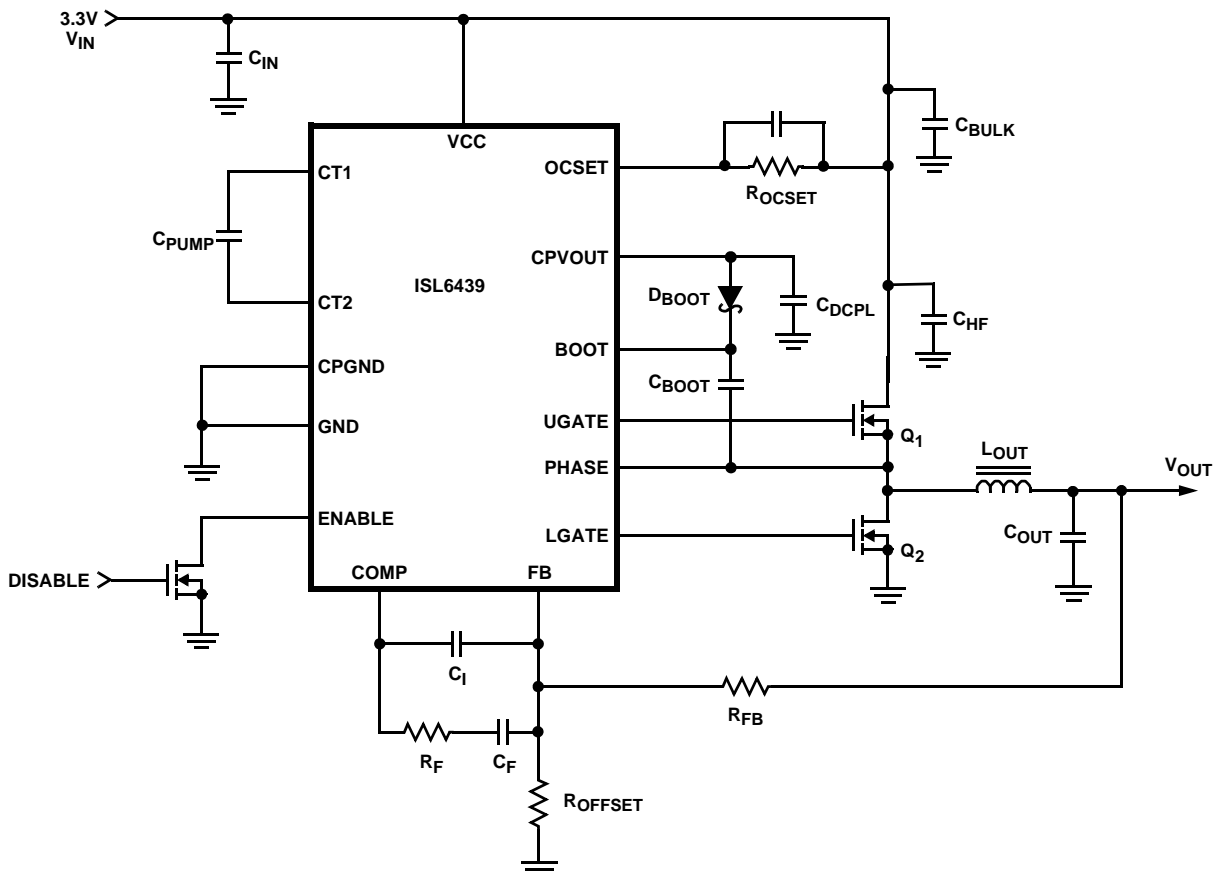 3.3V
VIN
CIN
CBULK
VCC
CT1
OCSET
ROCSET
CPUMP
CPVOUT
ISL6439
DBOOT
CDCPL
CT2
CHF
BOOT
CPGND
CBOOT
UGATE
GND
Q1
PHASE
LOUT
VOUT
ENABLE
LGATE
COUT
Q2
DISABLE
COMP
FB
CI
RFB
RF
CF
ROFFSET